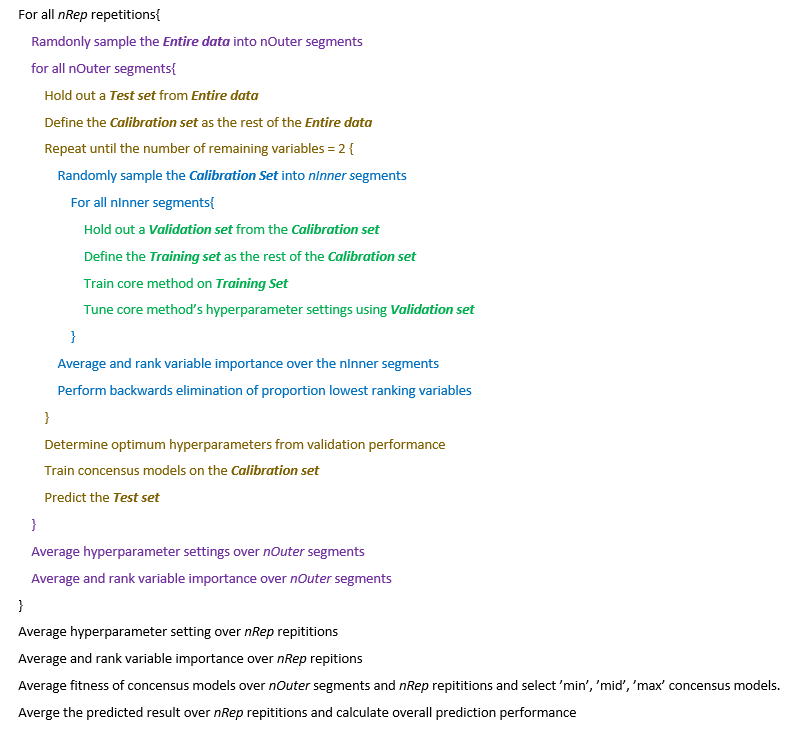 For all nRep repetitions{
Ramdonly sample the Entire data into nOuter segments
for all nOuter segments{
Hold out a Test set from Entire data
Define the Calibration set as the rest of the Entire data
Repeat until the number of remaining variables = 2 {
Randomly sample the Calibration Set into nInner segments
For all nInner segments{
Hold out a Validation set from the Calibration set
Define the Training set as the rest of the Calibration set
Train core method on Training Set
Tune core method’s hyperparameter settings using Validation set
}
Average and rank variable importance over the nInner segments
Perform backwards elimination of proportion lowest ranking variables
}
Determine optimum hyperparameters from validation performance
Train concensus models on the Calibration set
Predict the Test set
}
Average hyperparameter settings over nOuter segments
Average and rank variable importance over nOuter segments
}
Average hyperparameter setting over nRep repititions
Average and rank variable importance over nRep repitions
Average fitness of concensus models over nOuter segments and nRep repititions and select ’min’, ’mid’, ’max’ concensus models.
Averge the predicted result over nRep repititions and calculate overall prediction performance